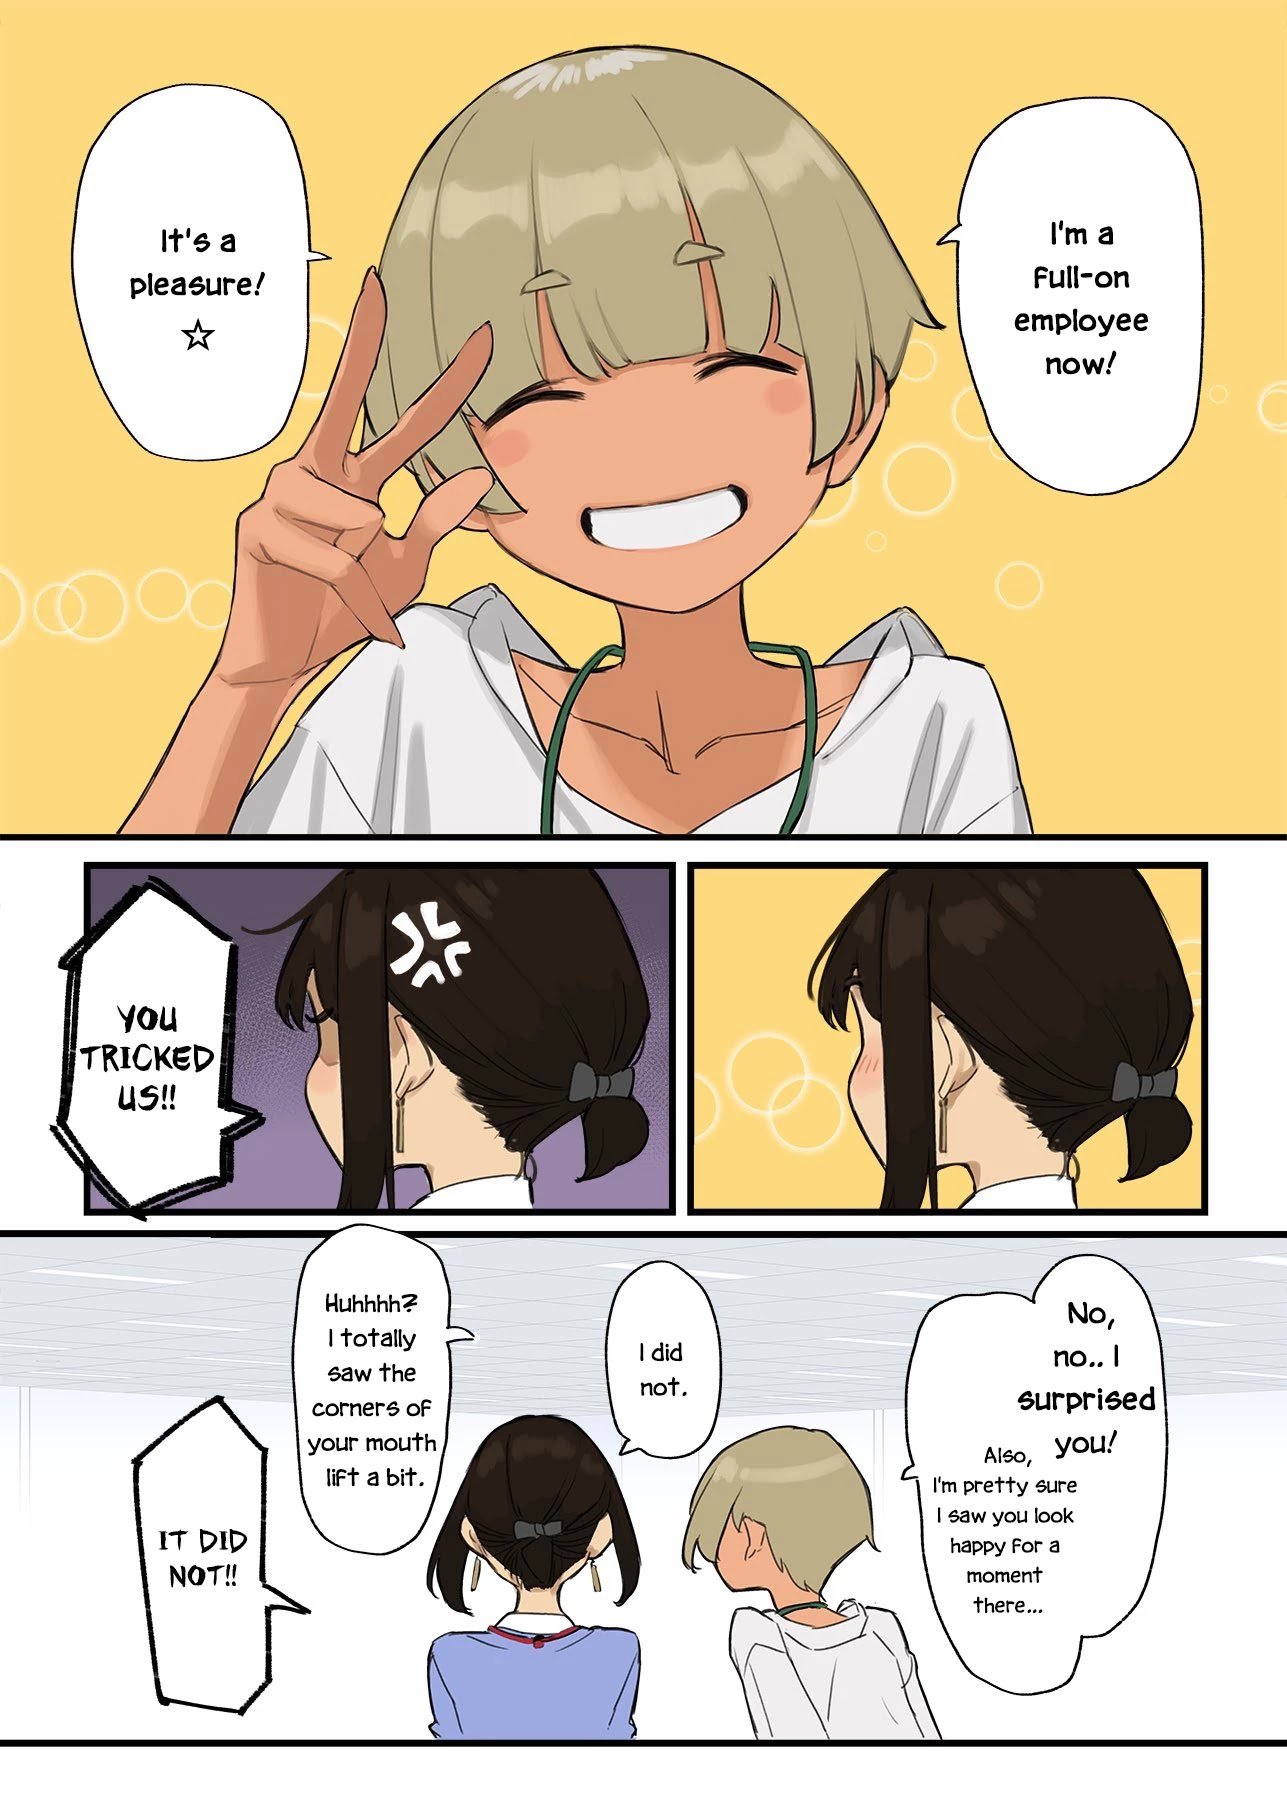 I'm a
full-on
employee
now!
It's a
pleasure!
☆
YOU
TRICKED
US!!
No,
no.. I
surprised
you!
Also,
I'm pretty sure
I saw you look
happy for a
moment
there...
I did
not.
Huhhhh?
I totally
saw the
corners of
your mouth
lift a bit.
IT DID
NOT!!